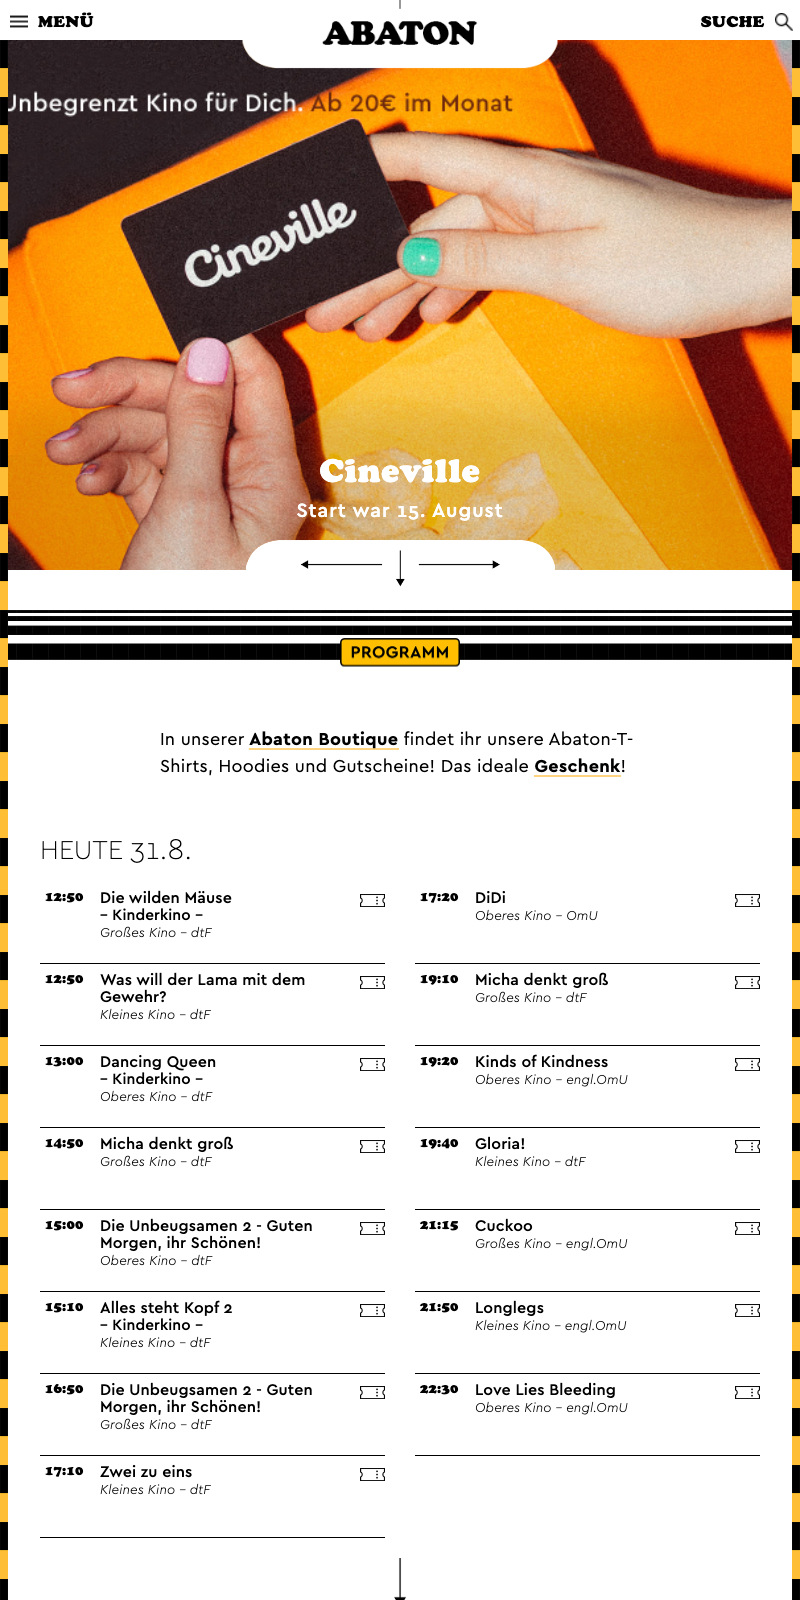 MENÜ
ABATON
SUCHE
Unbegrenzt Kino für Dich. Ab 20€ im Monat
Cineville
Cineville
Start war 15. August
PROGRAMM
In unserer Abaton Boutique findet ihr unsere Abaton-T-
Shirts, Hoodies und Gutscheine! Das ideale Geschenk!
HEUTE 31.8.
12:50 Die wilden Mäuse
– Kinderkino –
Großes Kino – dtF
12:50 Was will der Lama mit dem
Gewehr?
Kleines Kino – dtF
13:00 Dancing Queen
– Kinderkino –
Oberes Kino – dtF
14:50 Micha denkt groß
Großes Kino – dtF
15:00 Die Unbeugsamen 2 - Guten
Morgen, ihr Schönen!
Oberes Kino – dtF
15:10 Alles steht Kopf 2
– Kinderkino –
Kleines Kino – dtF
16:50 Die Unbeugsamen 2 - Guten
Morgen, ihr Schönen!
Großes Kino – dtF
17:10 Zwei zu eins
Kleines Kino – dtF
17:20 DiDi
Oberes Kino – OmU
19:10 Micha denkt groß
Großes Kino – dtF
19:20 Kinds of Kindness
Oberes Kino – engl.OmU
19:40 Gloria!
Kleines Kino – dtF
21:15 Cuckoo
Großes Kino – engl.OmU
21:50 Longlegs
Kleines Kino – engl.OmU
22:30 Love Lies Bleeding
Oberes Kino – engl.OmU